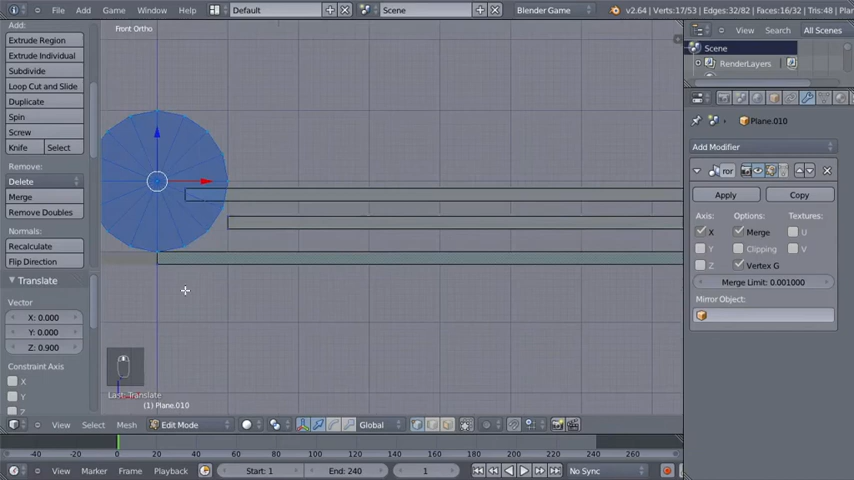 File Add Game Window Help Default Scene Blender Game v2.64 | Verts:17/53 | Edges:32/82 | Faces:16/32 | Tris:48 | Plane.01
View Search All Scenes
Scene
RenderLayers
Add:
Extrude Region
Extrude Individual
Subdivide
Loop Cut and Slide
Duplicate
Spin
Screw
Knife Select
Remove:
Delete
Merge
Remove Doubles
Normals:
Recalculate
Flip Direction
Translate
Vector
X: 0.000
Y: 0.000
Z: 0.900
Constraint Axis
X
Y
Front Ortho
Last: Translate
(1) Plane.010
Plane.010
Add Modifier
ror
Apply Copy
Axis: Options: Textures:
X Merge U
Y Clipping V
Z Vertex G
Merge Limit: 0.001000
Mirror Object:
View Select Mesh Edit Mode Global
-40 -20 0 20 40 60 80 100 120 140 160 180 200 220 240 260
View Marker Frame Playback Start: 1 End: 240 1 No Sync